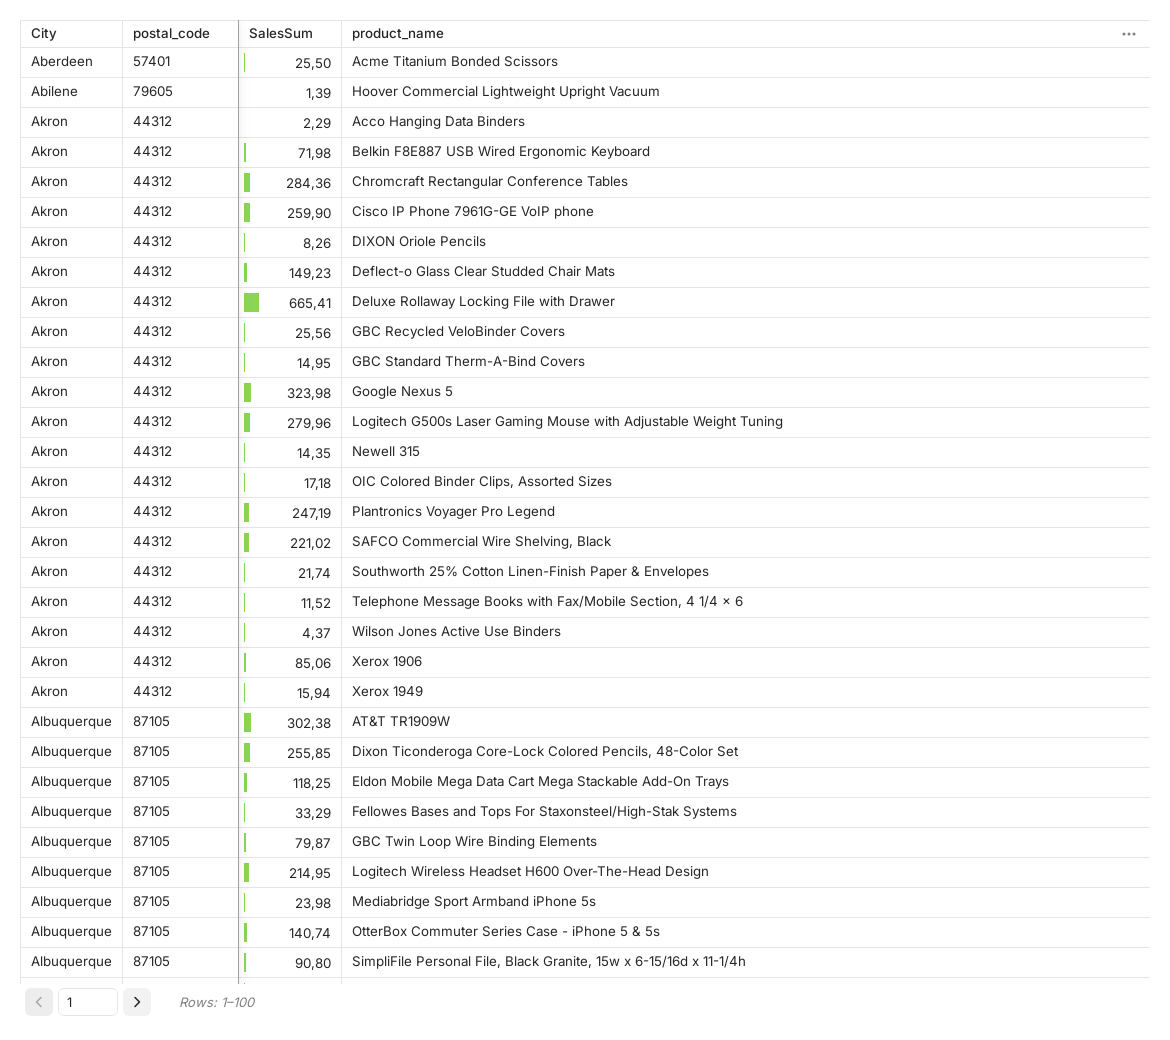 City postal_code SalesSum product_name
Aberdeen 57401 25,50 Acme Titanium Bonded Scissors
Abilene 79605 1,39 Hoover Commercial Lightweight Upright Vacuum
Akron 44312 2,29 Acco Hanging Data Binders
Akron 44312 71,98 Belkin F8E887 USB Wired Ergonomic Keyboard
Akron 44312 284,36 Chromcraft Rectangular Conference Tables
Akron 44312 259,90 Cisco IP Phone 7961G-GE VoIP phone
Akron 44312 8,26 DIXON Oriole Pencils
Akron 44312 149,23 Deflect-o Glass Clear Studded Chair Mats
Akron 44312 665,41 Deluxe Rollaway Locking File with Drawer
Akron 44312 25,56 GBC Recycled VeloBinder Covers
Akron 44312 14,95 GBC Standard Therm-A-Bind Covers
Akron 44312 323,98 Google Nexus 5
Akron 44312 279,96 Logitech G500s Laser Gaming Mouse with Adjustable Weight Tuning
Akron 44312 14,35 Newell 315
Akron 44312 17,18 OIC Colored Binder Clips, Assorted Sizes
Akron 44312 247,19 Plantronics Voyager Pro Legend
Akron 44312 221,02 SAFCO Commercial Wire Shelving, Black
Akron 44312 21,74 Southworth 25% Cotton Linen-Finish Paper & Envelopes
Akron 44312 11,52 Telephone Message Books with Fax/Mobile Section, 4 1/4 × 6
Akron 44312 4,37 Wilson Jones Active Use Binders
Akron 44312 85,06 Xerox 1906
Akron 44312 15,94 Xerox 1949
Albuquerque 87105 302,38 AT&T TR1909W
Albuquerque 87105 255,85 Dixon Ticonderoga Core-Lock Colored Pencils, 48-Color Set
Albuquerque 87105 118,25 Eldon Mobile Mega Data Cart Mega Stackable Add-On Trays
Albuquerque 87105 33,29 Fellowes Bases and Tops For Staxonsteel/High-Stak Systems
Albuquerque 87105 79,87 GBC Twin Loop Wire Binding Elements
Albuquerque 87105 214,95 Logitech Wireless Headset H600 Over-The-Head Design
Albuquerque 87105 23,98 Mediabridge Sport Armband iPhone 5s
Albuquerque 87105 140,74 OtterBox Commuter Series Case - iPhone 5 & 5s
Albuquerque 87105 90,80 SimpliFile Personal File, Black Granite, 15w x 6-15/16d x 11-1/4h
1 Rows: 1–100